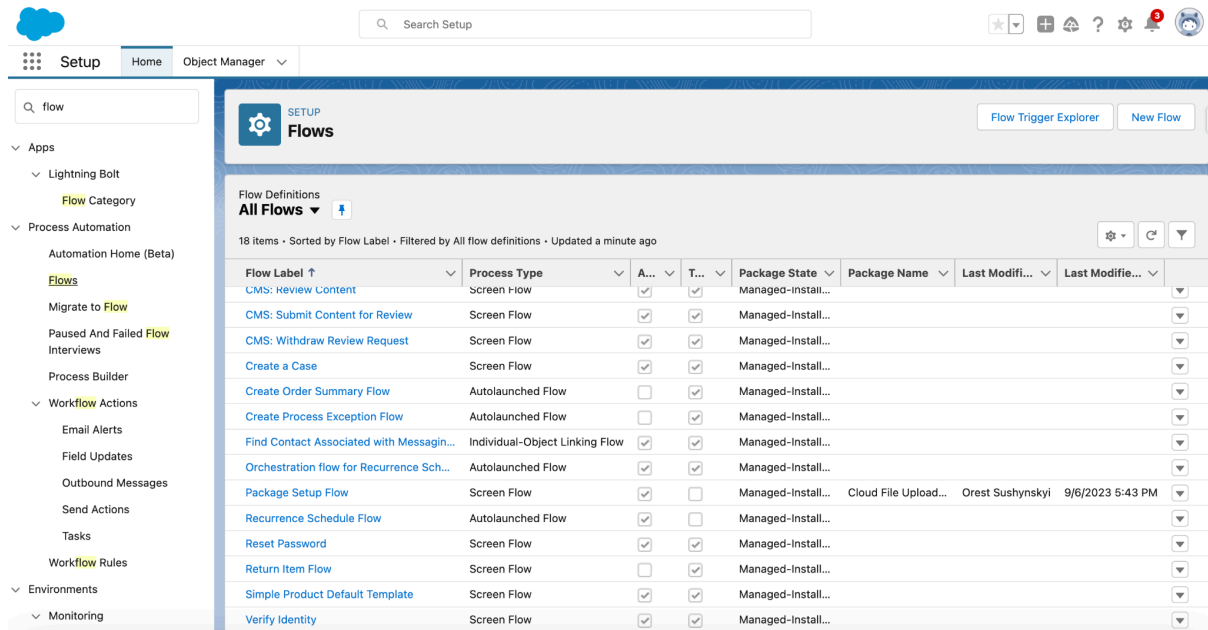 Search Setup
3
Setup
Home
Object Manager
flow
Apps
Lightning Bolt
Flow Category
Process Automation
Automation Home (Beta)
Flows
Migrate to Flow
Paused And Failed Flow
Interviews
Process Builder
Workflow Actions
Email Alerts
Field Updates
Outbound Messages
Send Actions
Tasks
Workflow Rules
Environments
Monitoring
SETUP
Flows
Flow Trigger Explorer
New Flow
Flow Definitions
All Flows
18 items • Sorted by Flow Label • Filtered by All flow definitions • Updated a minute ago
Flow Label ↑ Process Type A... T... Package State Package Name Last Modifi... Last Modifie...
CMS: Review Content Screen Flow Managed-Install...
CMS: Submit Content for Review Screen Flow Managed-Install...
CMS: Withdraw Review Request Screen Flow Managed-Install...
Create a Case Screen Flow Managed-Install...
Create Order Summary Flow Autolaunched Flow Managed-Install...
Create Process Exception Flow Autolaunched Flow Managed-Install...
Find Contact Associated with Messagin... Individual-Object Linking Flow Managed-Install...
Orchestration flow for Recurrence Sch... Autolaunched Flow Managed-Install...
Package Setup Flow Screen Flow Managed-Install... Cloud File Upload... Orest Sushynskyi 9/6/2023 5:43 PM
Recurrence Schedule Flow Autolaunched Flow Managed-Install...
Reset Password Screen Flow Managed-Install...
Return Item Flow Screen Flow Managed-Install...
Simple Product Default Template Screen Flow Managed-Install...
Verify Identity Screen Flow Managed-Install...